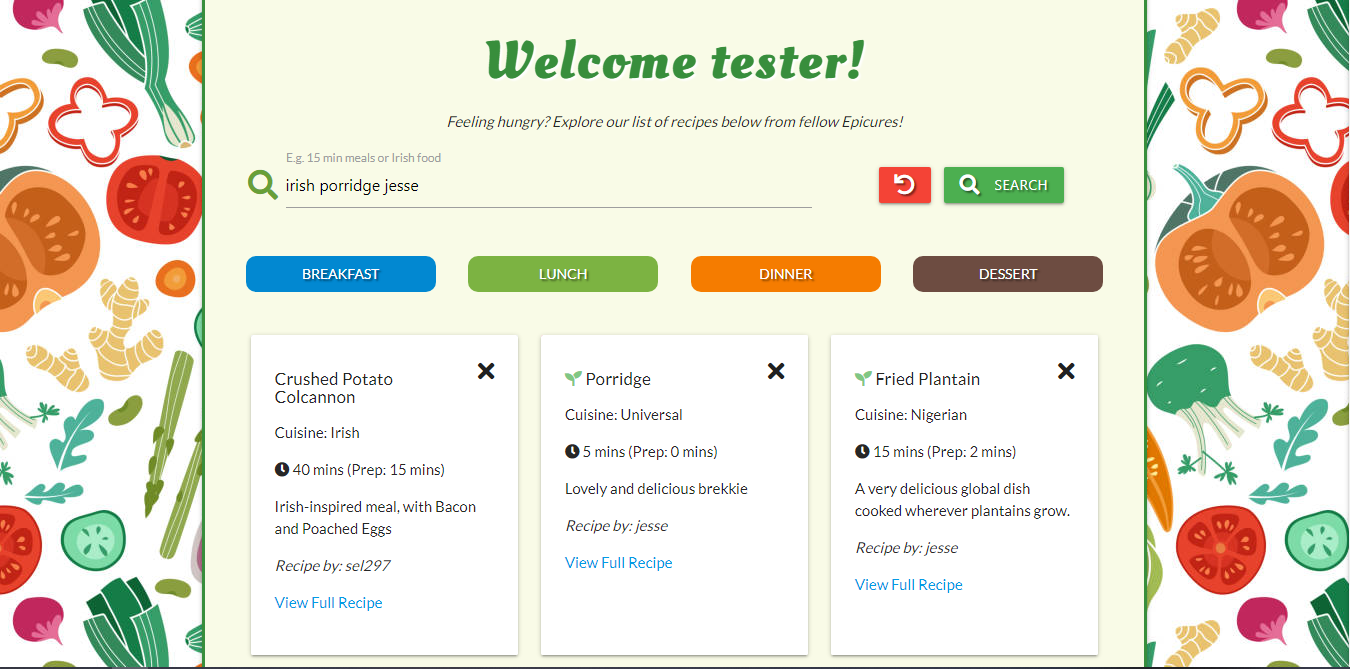 Welcome tester!
Feeling hungry? Explore our list of recipes below from fellow Epicures!
E.g. 15 min meals or Irish food
irish porridge jesse
SEARCH
BREAKFAST
LUNCH
DINNER
DESSERT
Crushed Potato
Colcannon
Cuisine: Irish
40 mins (Prep: 15 mins)
Irish-inspired meal, with Bacon
and Poached Eggs
Recipe by: sel297
View Full Recipe
Porridge
Cuisine: Universal
5 mins (Prep: 0 mins)
Lovely and delicious brekkie
Recipe by: jesse
View Full Recipe
Fried Plantain
Cuisine: Nigerian
15 mins (Prep: 2 mins)
A very delicious global dish
cooked wherever plantains grow.
Recipe by: jesse
View Full Recipe